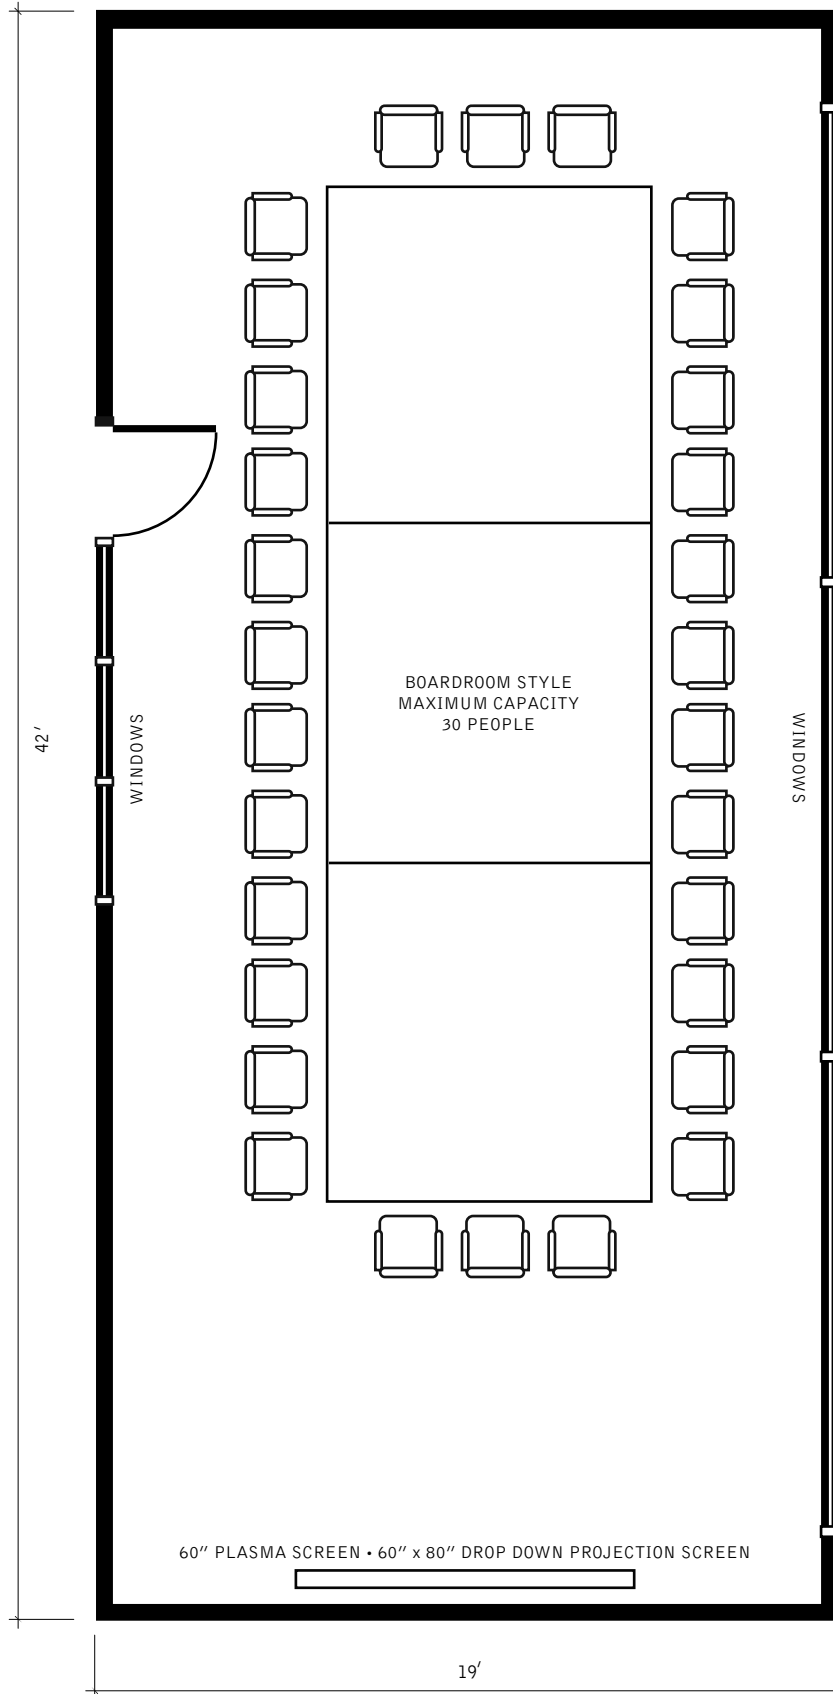 BOARDROOM STYLE
MAXIMUM CAPACITY
30 PEOPLE
42′
WINDOWS
WINDOWS
60″ PLASMA SCREEN • 60″ x 80″ DROP DOWN PROJECTION SCREEN
19′